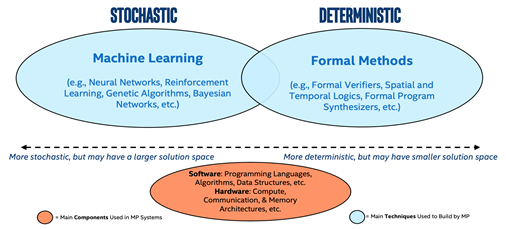 STOCHASTIC
DETERMINISTIC
Machine Learning
(e.g., Neural Networks, Reinforcement
Learning, Genetic Algorithms, Bayesian
Networks, etc.)
Formal Methods
(e.g., Formal Verifiers, Spatial and
Temporal Logics, Formal Program
Synthesizers, etc.)
More stochastic, but may have a larger solution space
More deterministic, but may have smaller solution space
Software: Programming Languages,
Algorithms, Data Structures, etc.
Hardware: Compute,
Communication, & Memory
Architectures, etc.
= Main Components Used in MP Systems
= Main Techniques Used to Build by MP